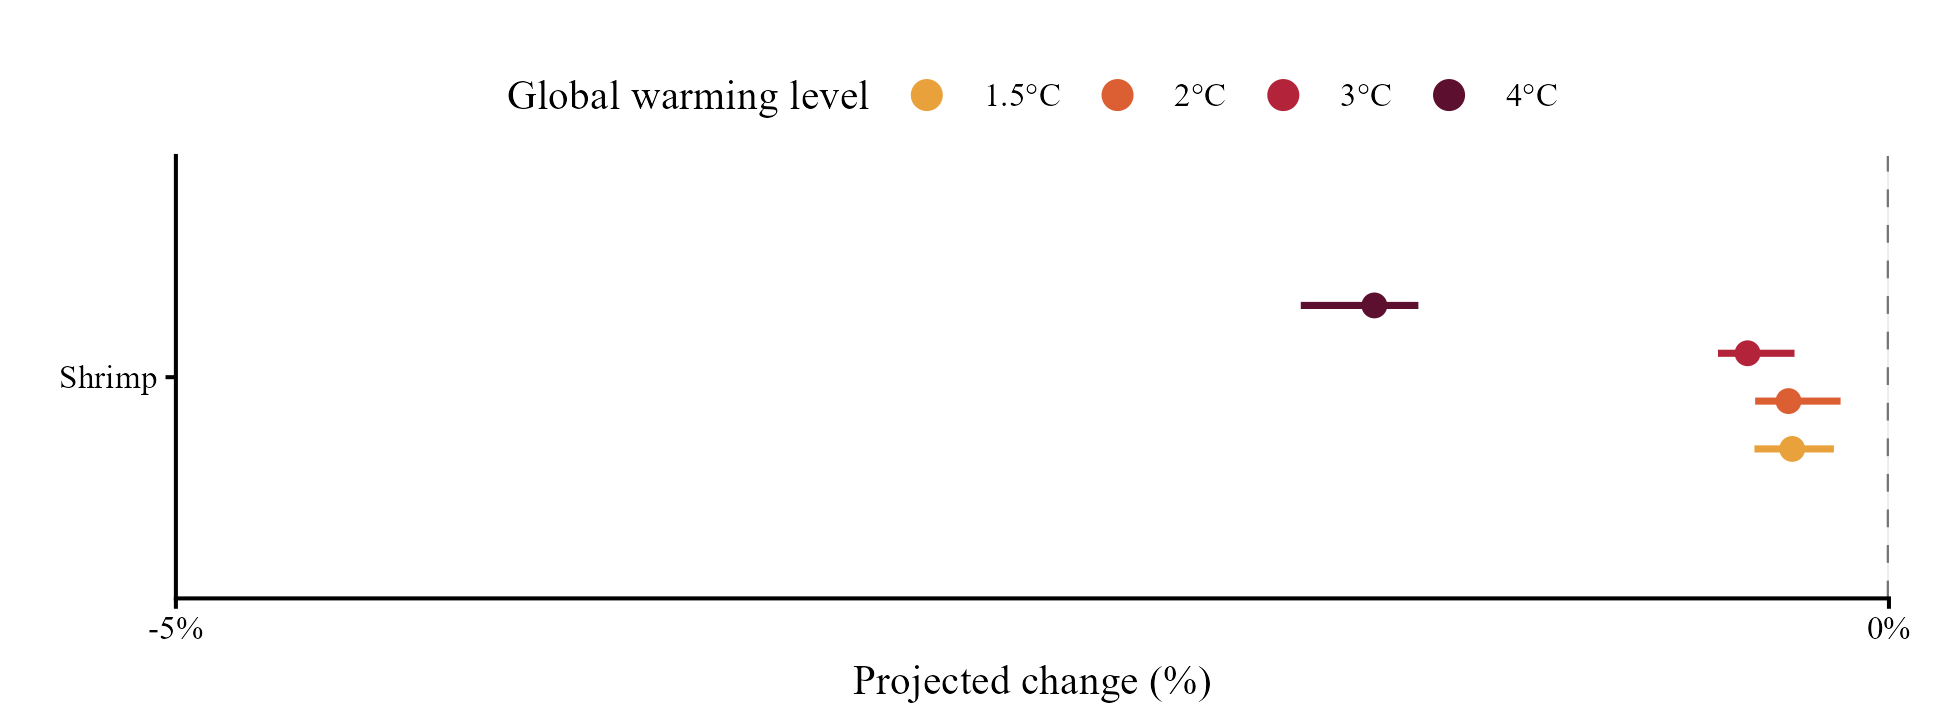 Global warming level 1.5°C 2°C 3°C 4°C
Shrimp
-5% 0%
Projected change (%)